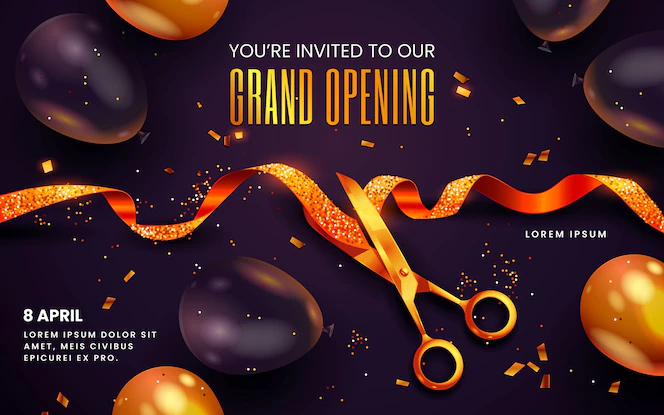 YOU'RE INVITED TO OUR
GRAND OPENING
LOREM IPSUM
8 APRIL
LOREM IPSUM DOLOR SIT
AMET, MEIS CIVIBUS
EPICUREI EX PRO.